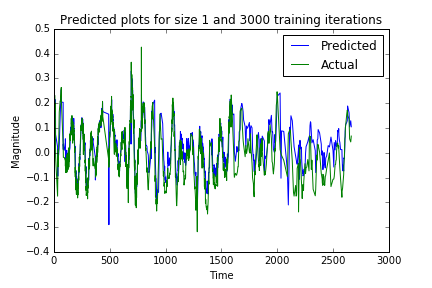 Predicted plots for size 1 and 3000 training iterations
0.5
0.4
0.3
0.2
0.1
0.0
−0.1
−0.2
−0.3
−0.4
Magnitude
Predicted
Actual
0 500 1000 1500 2000 2500 3000
Time